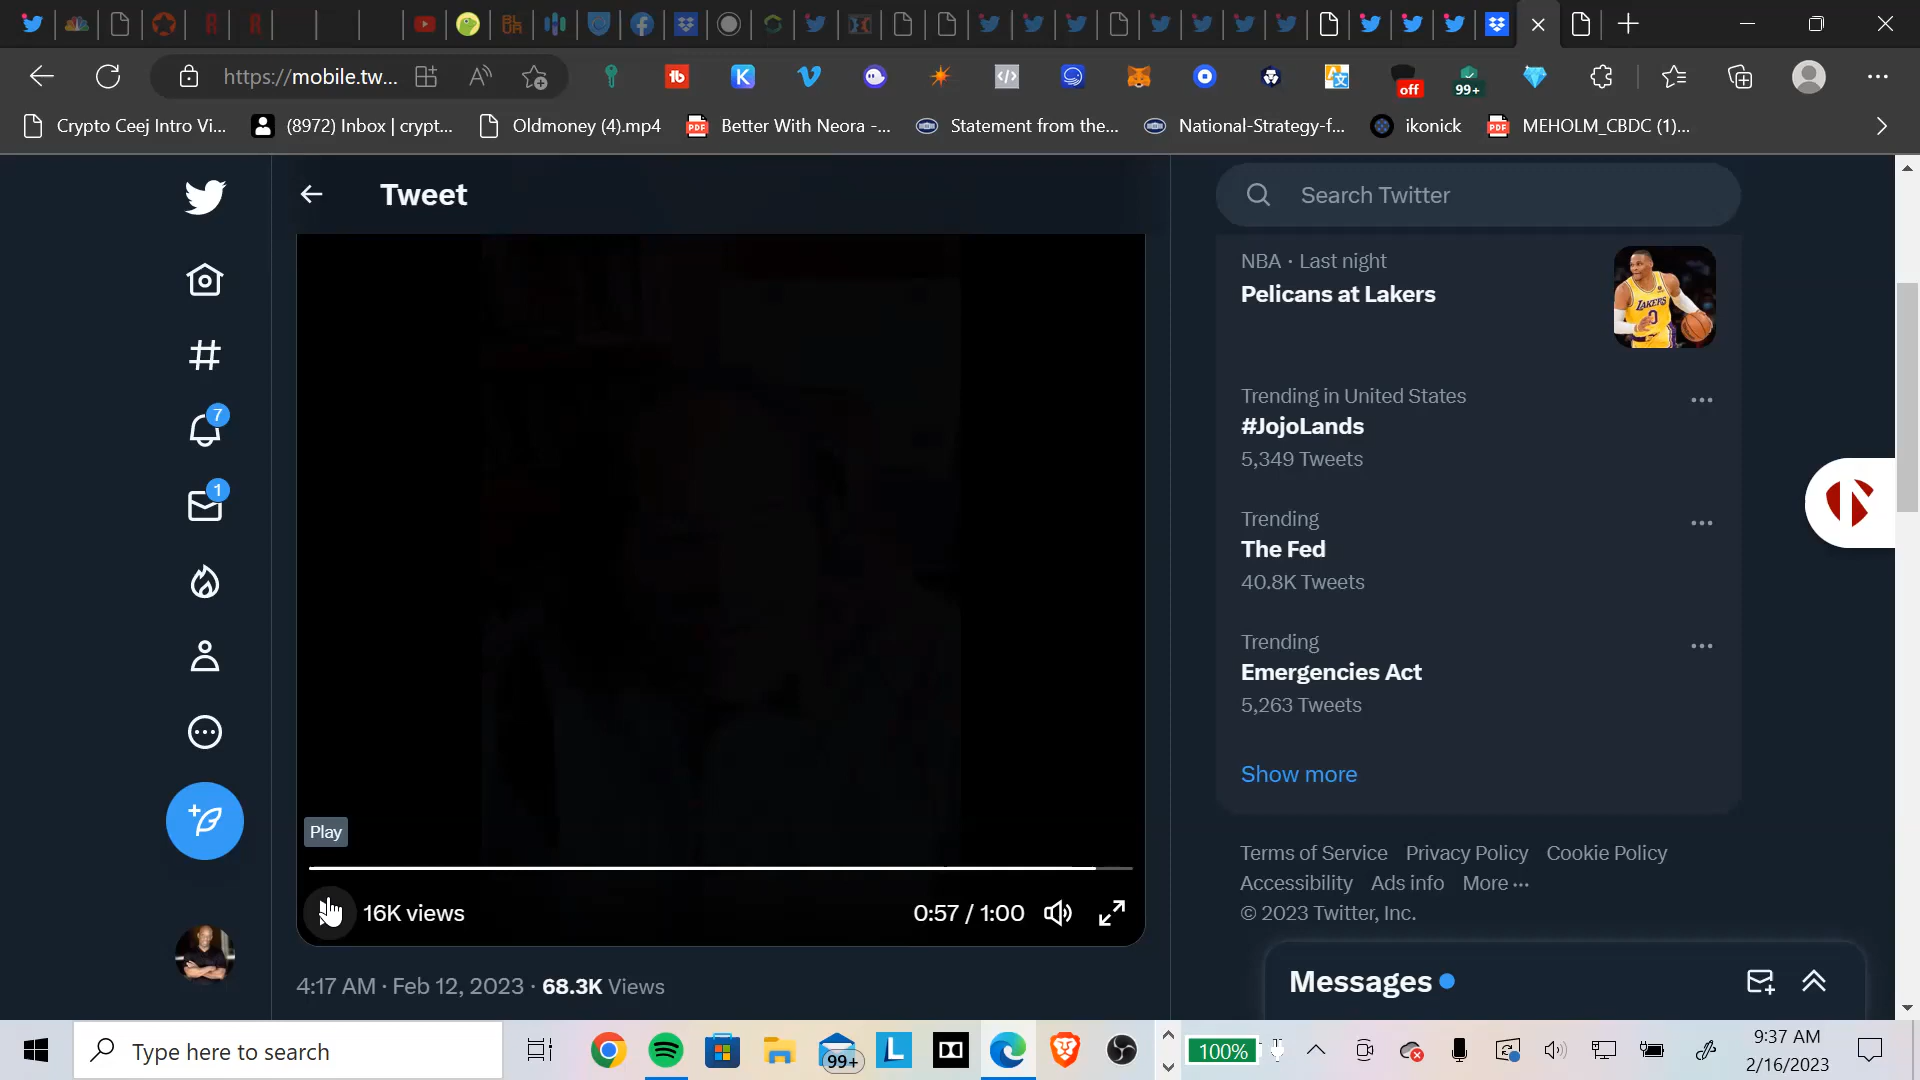 https://mobile.tw...
off
99+
Crypto Ceej Intro Vi...
(8972) Inbox | crypt...
Oldmoney (4).mp4
Better With Neora -...
Statement from the...
National-Strategy-f...
ikonick
MEHOLM_CBDC (1)...
Tweet
Search Twitter
NBA · Last night
Pelicans at Lakers
Trending in United States
#JojoLands
5,349 Tweets
Trending
The Fed
40.8K Tweets
Trending
Emergencies Act
5,263 Tweets
Show more
7
1
Play
16K views
0:57 / 1:00
4:17 AM · Feb 12, 2023 · 68.3K Views
Terms of Service Privacy Policy Cookie Policy
Accessibility Ads info More ...
© 2023 Twitter, Inc.
Messages
Type here to search
99+
100%
9:37 AM
2/16/2023